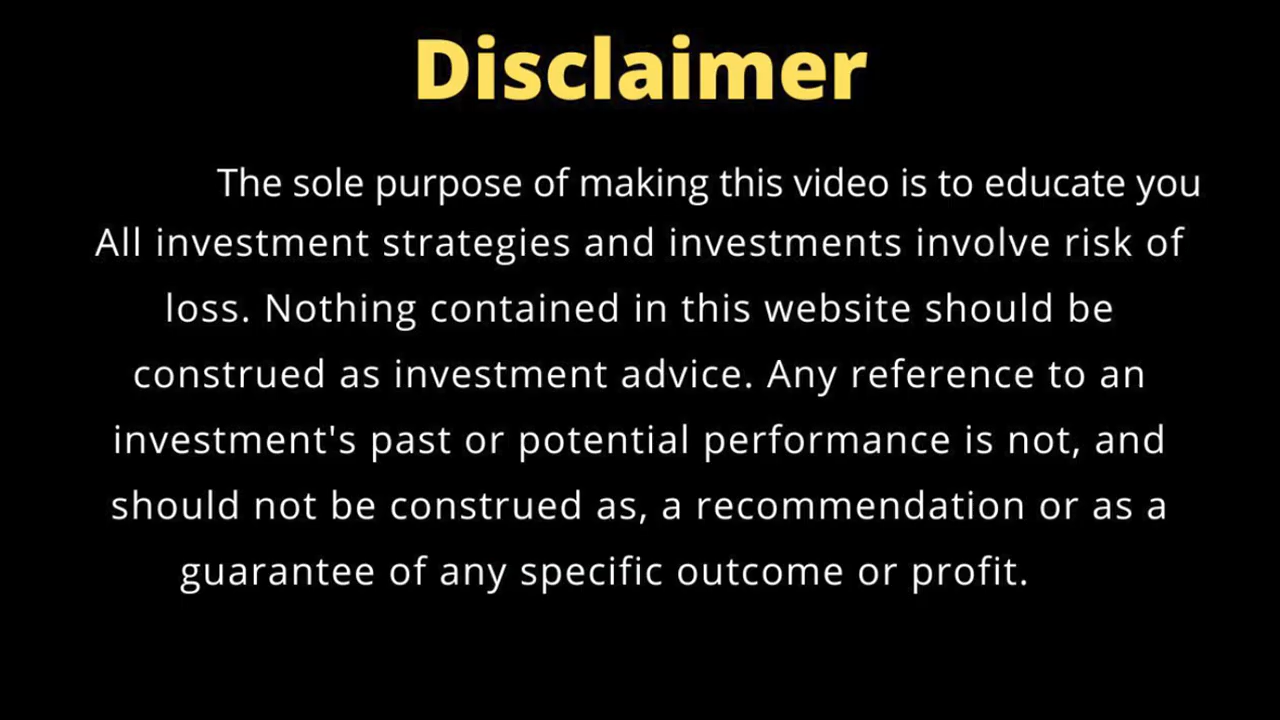 Disclaimer
The sole purpose of making this video is to educate you
All investment strategies and investments involve risk of
loss. Nothing contained in this website should be
construed as investment advice. Any reference to an
investment's past or potential performance is not, and
should not be construed as, a recommendation or as a
guarantee of any specific outcome or profit.